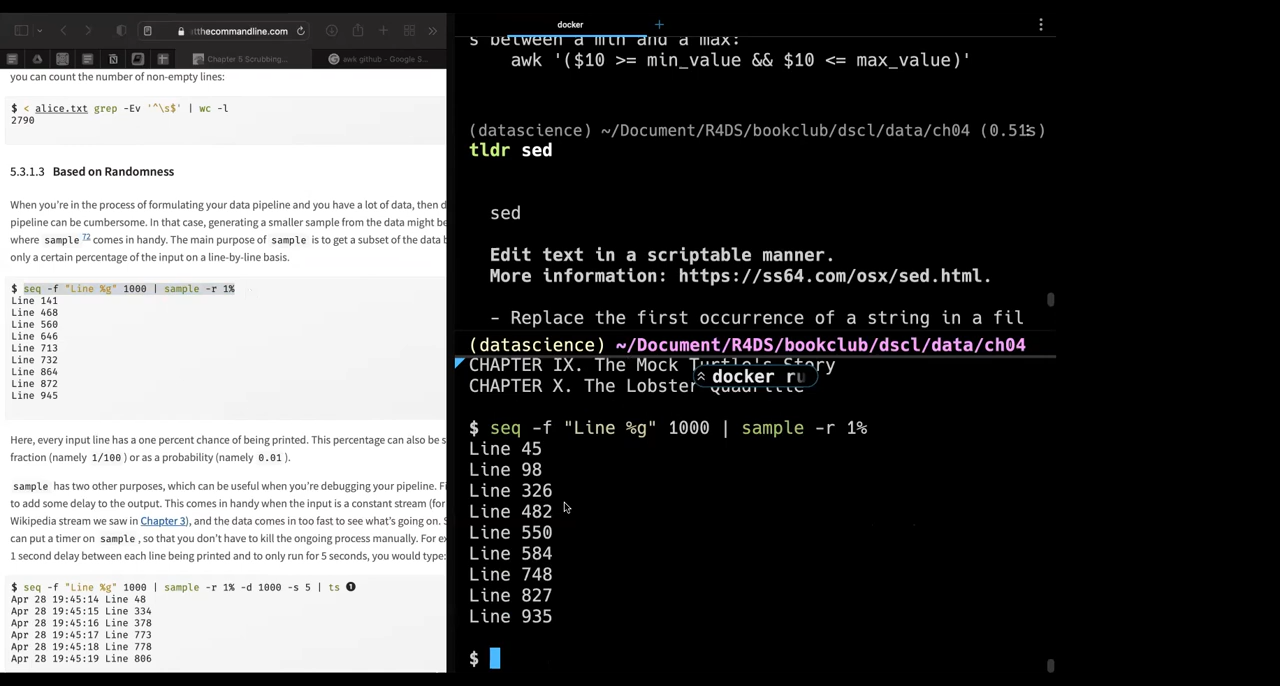 tthecommandline.com
Chapter 5 Scrubbing...
awk github - Google S...
you can count the number of non-empty lines:
$ < alice.txt grep -Ev '^\s$' | wc -l
2790
5.3.1.3 Based on Randomness
When you're in the process of formulating your data pipeline and you have a lot of data, then d
pipeline can be cumbersome. In that case, generating a smaller sample from the data might be
where sample 72 comes in handy. The main purpose of sample is to get a subset of the data b
only a certain percentage of the input on a line-by-line basis.
$ seq -f "Line %g" 1000 | sample -r 1%
Line 141
Line 468
Line 560
Line 646
Line 713
Line 732
Line 864
Line 872
Line 945
Here, every input line has a one percent chance of being printed. This percentage can also be s
fraction (namely 1/100 ) or as a probability (namely 0.01 ).
sample has two other purposes, which can be useful when you're debugging your pipeline. Fi
to add some delay to the output. This comes in handy when the input is a constant stream (for
Wikipedia stream we saw in Chapter 3), and the data comes in too fast to see what's going on. S
can put a timer on sample , so that you don't have to kill the ongoing process manually. For ex
1 second delay between each line being printed and to only run for 5 seconds, you would type:
$ seq -f "Line %g" 1000 | sample -r 1% -d 1000 -s 5 | ts 1
Apr 28 19:45:14 Line 48
Apr 28 19:45:15 Line 334
Apr 28 19:45:16 Line 378
Apr 28 19:45:17 Line 773
Apr 28 19:45:18 Line 778
Apr 28 19:45:19 Line 806
docker
s between a min and a max:
awk '($10 >= min_value && $10 <= max_value)'
(datascience) ~/Document/R4DS/bookclub/dscl/data/ch04 (0.51s)
tldr sed
sed
Edit text in a scriptable manner.
More information: https://ss64.com/osx/sed.html.
- Replace the first occurrence of a string in a fil
(datascience) ~/Document/R4DS/bookclub/dscl/data/ch04
CHAPTER IX. The Mock Turtle's Story
docker ru
CHAPTER X. The Lobster Quadrille
$ seq -f "Line %g" 1000 | sample -r 1%
Line 45
Line 98
Line 326
Line 482
Line 550
Line 584
Line 748
Line 827
Line 935
$